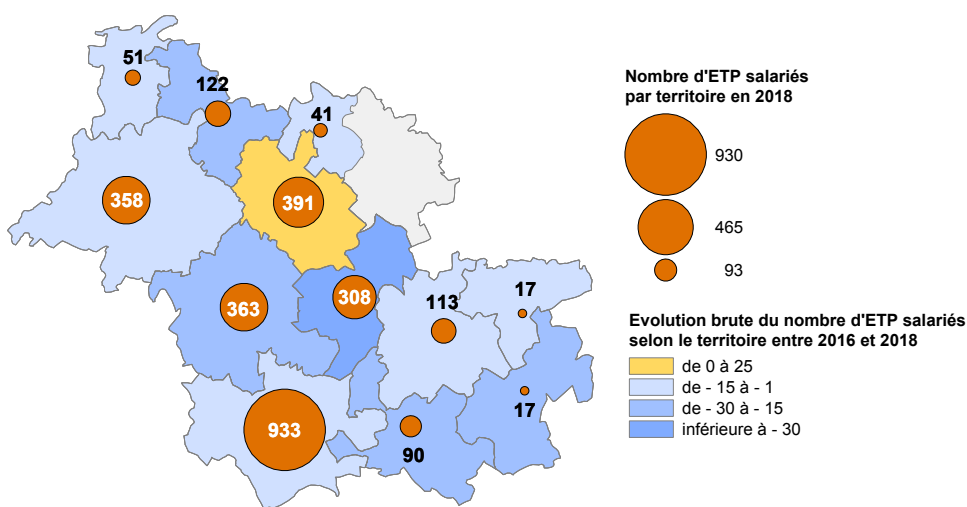 51
122
41
358
391
363
308
113
17
17
933
90
Nombre d'ETP salariés
par territoire en 2018
930
465
93
Evolution brute du nombre d'ETP salariés
selon le territoire entre 2016 et 2018
de 0 à 25
de - 15 à - 1
de - 30 à - 15
inférieure à - 30